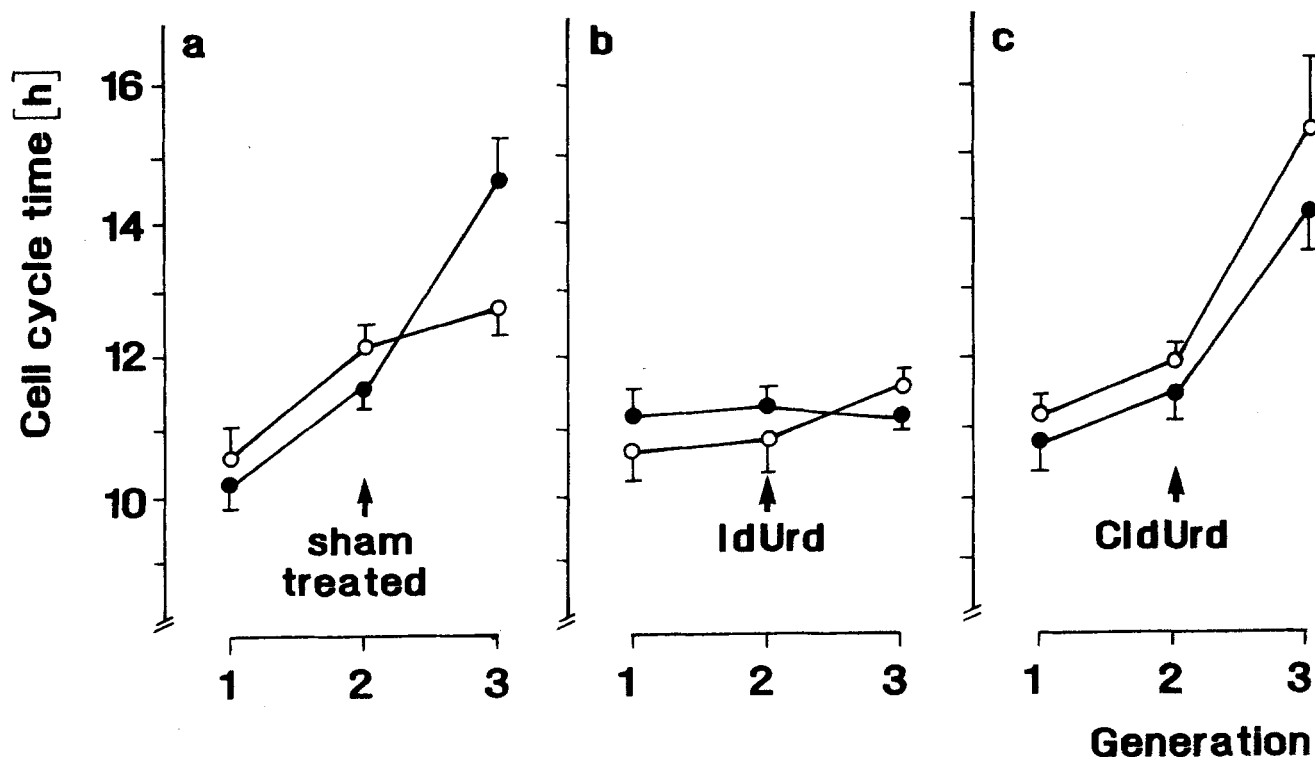 a
b
c
Cell cycle time [h]
16
14
12
10
sham
treated
IdUrd
CldUrd
1 2 3
1 2 3
1 2 3
Generation